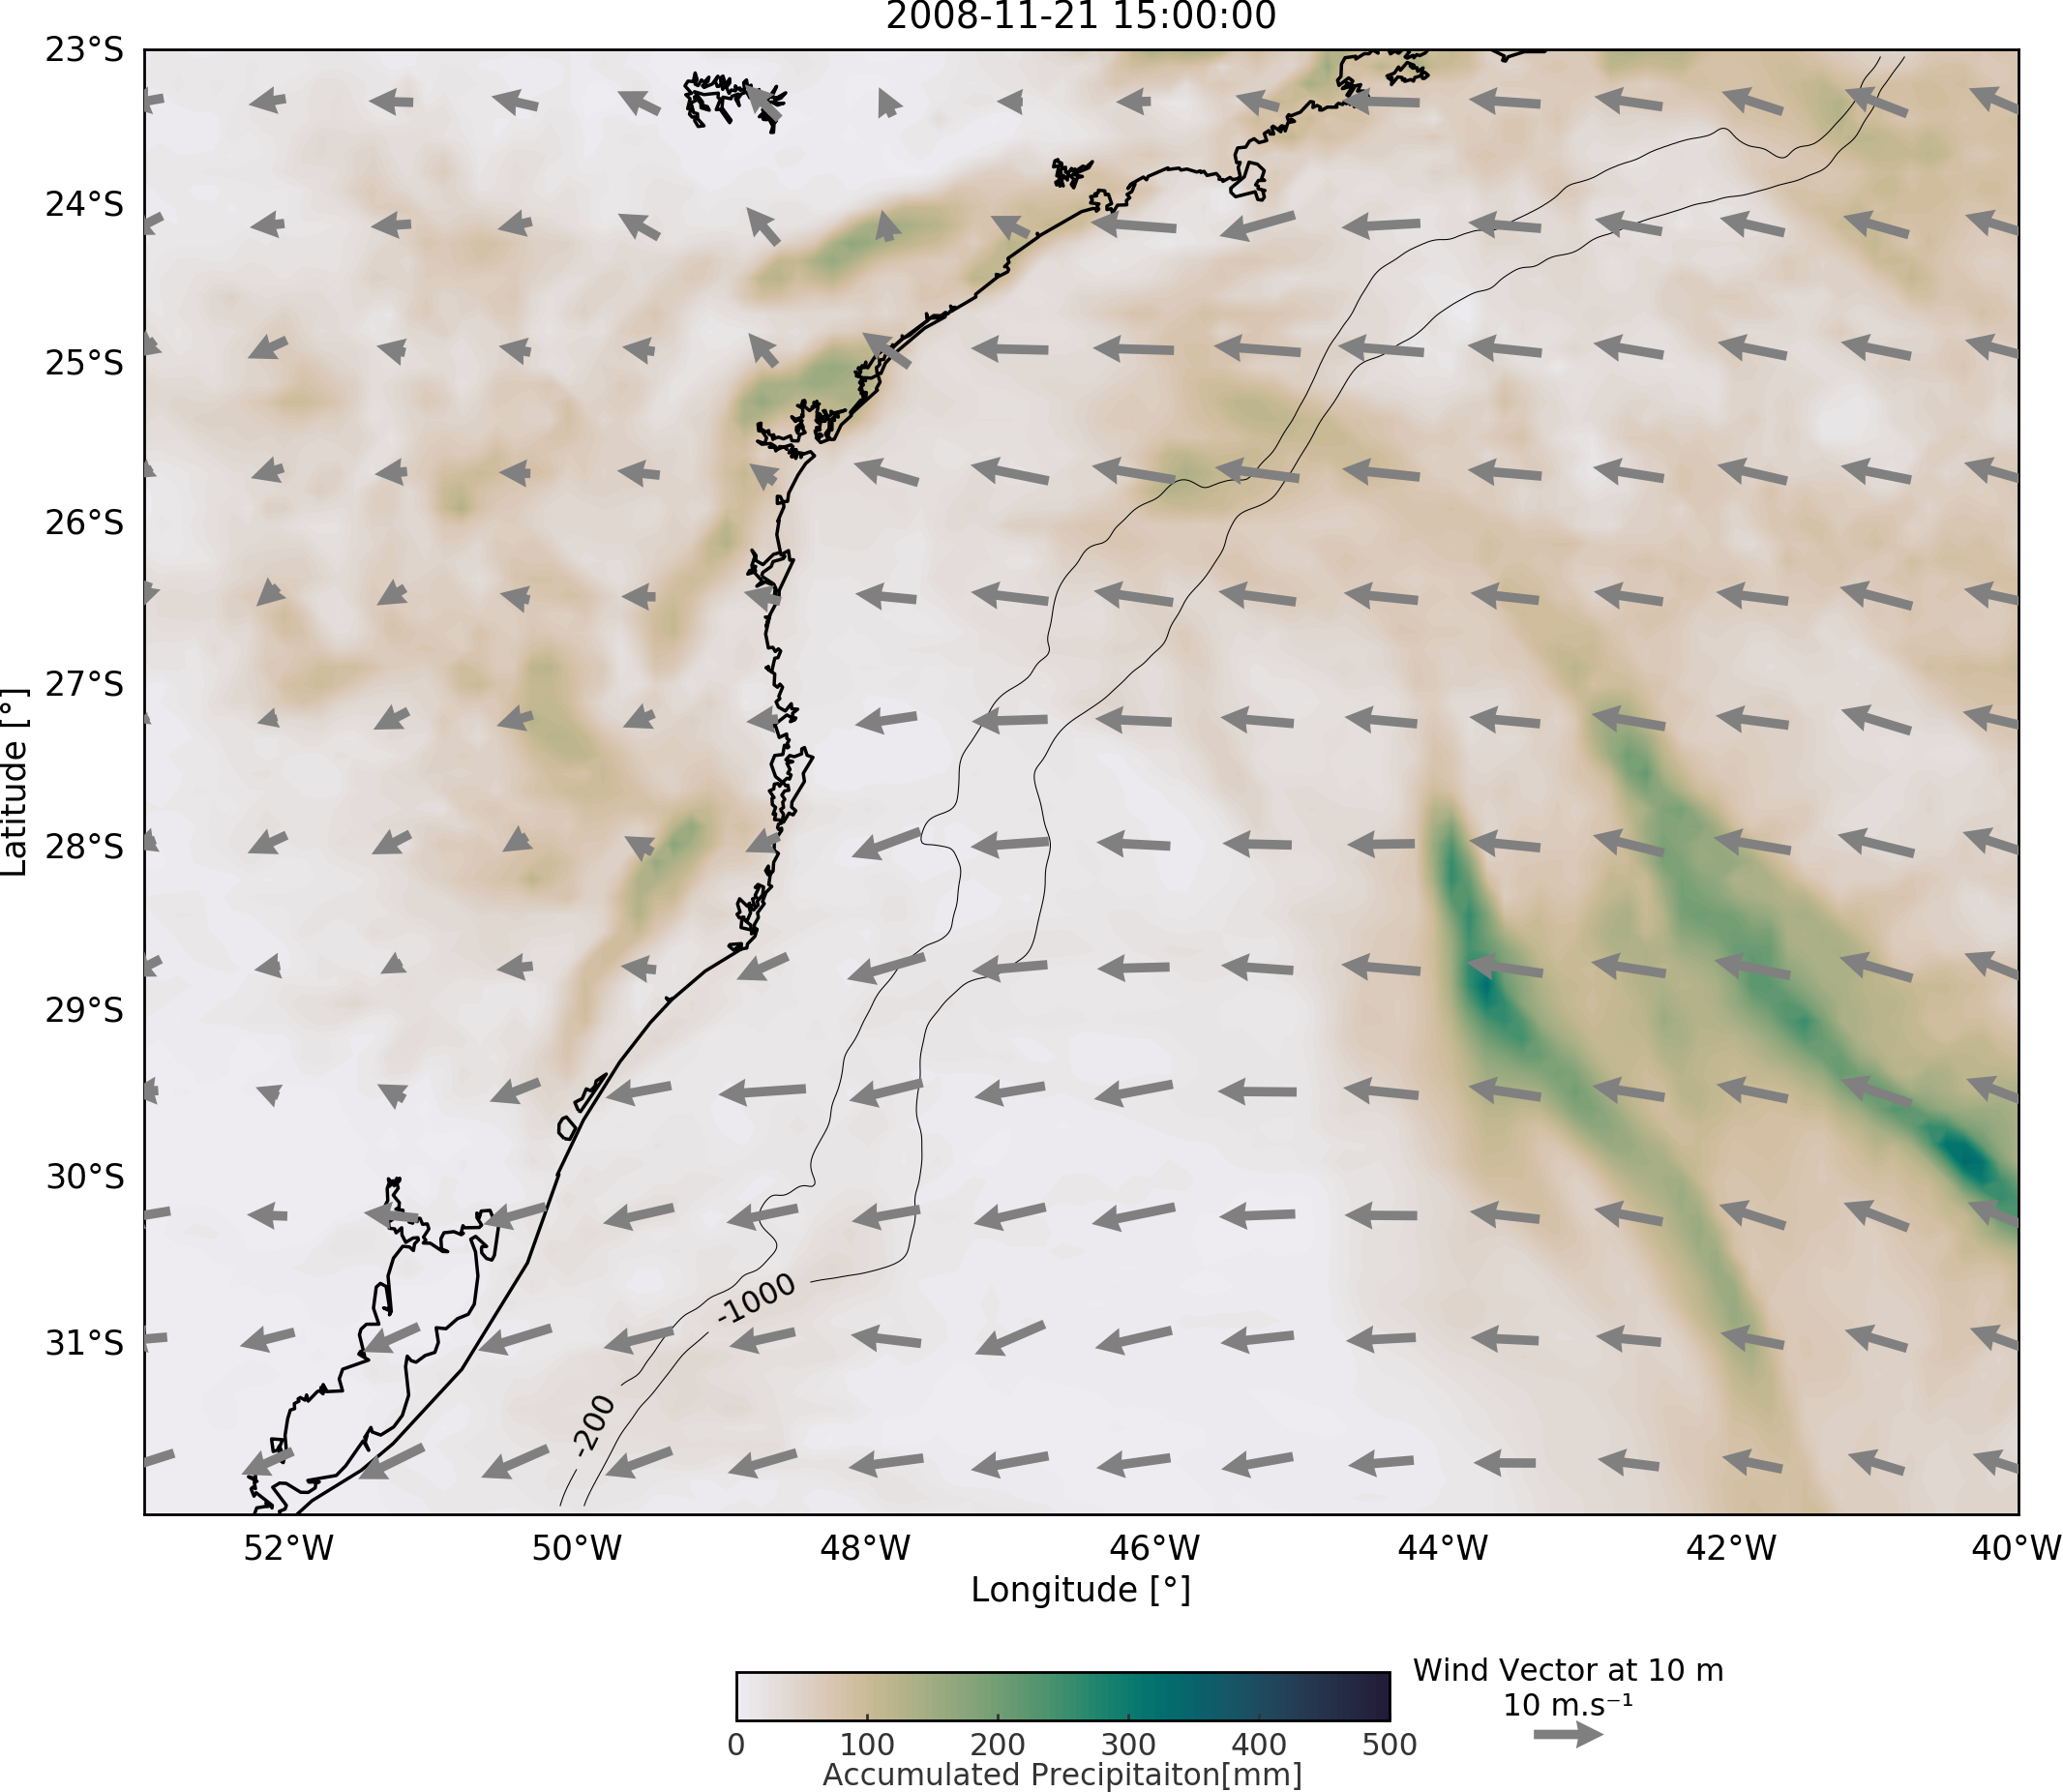 2008-11-21 15:00:00
23°S
24°S
25°S
26°S
27°S
28°S
29°S
30°S
31°S
Latitude [°]
-1000
-200
52°W 50°W 48°W 46°W 44°W 42°W 40°W
Longitude [°]
Wind Vector at 10 m
10 m.s⁻¹
0 100 200 300 400 500
Accumulated Precipitaiton[mm]